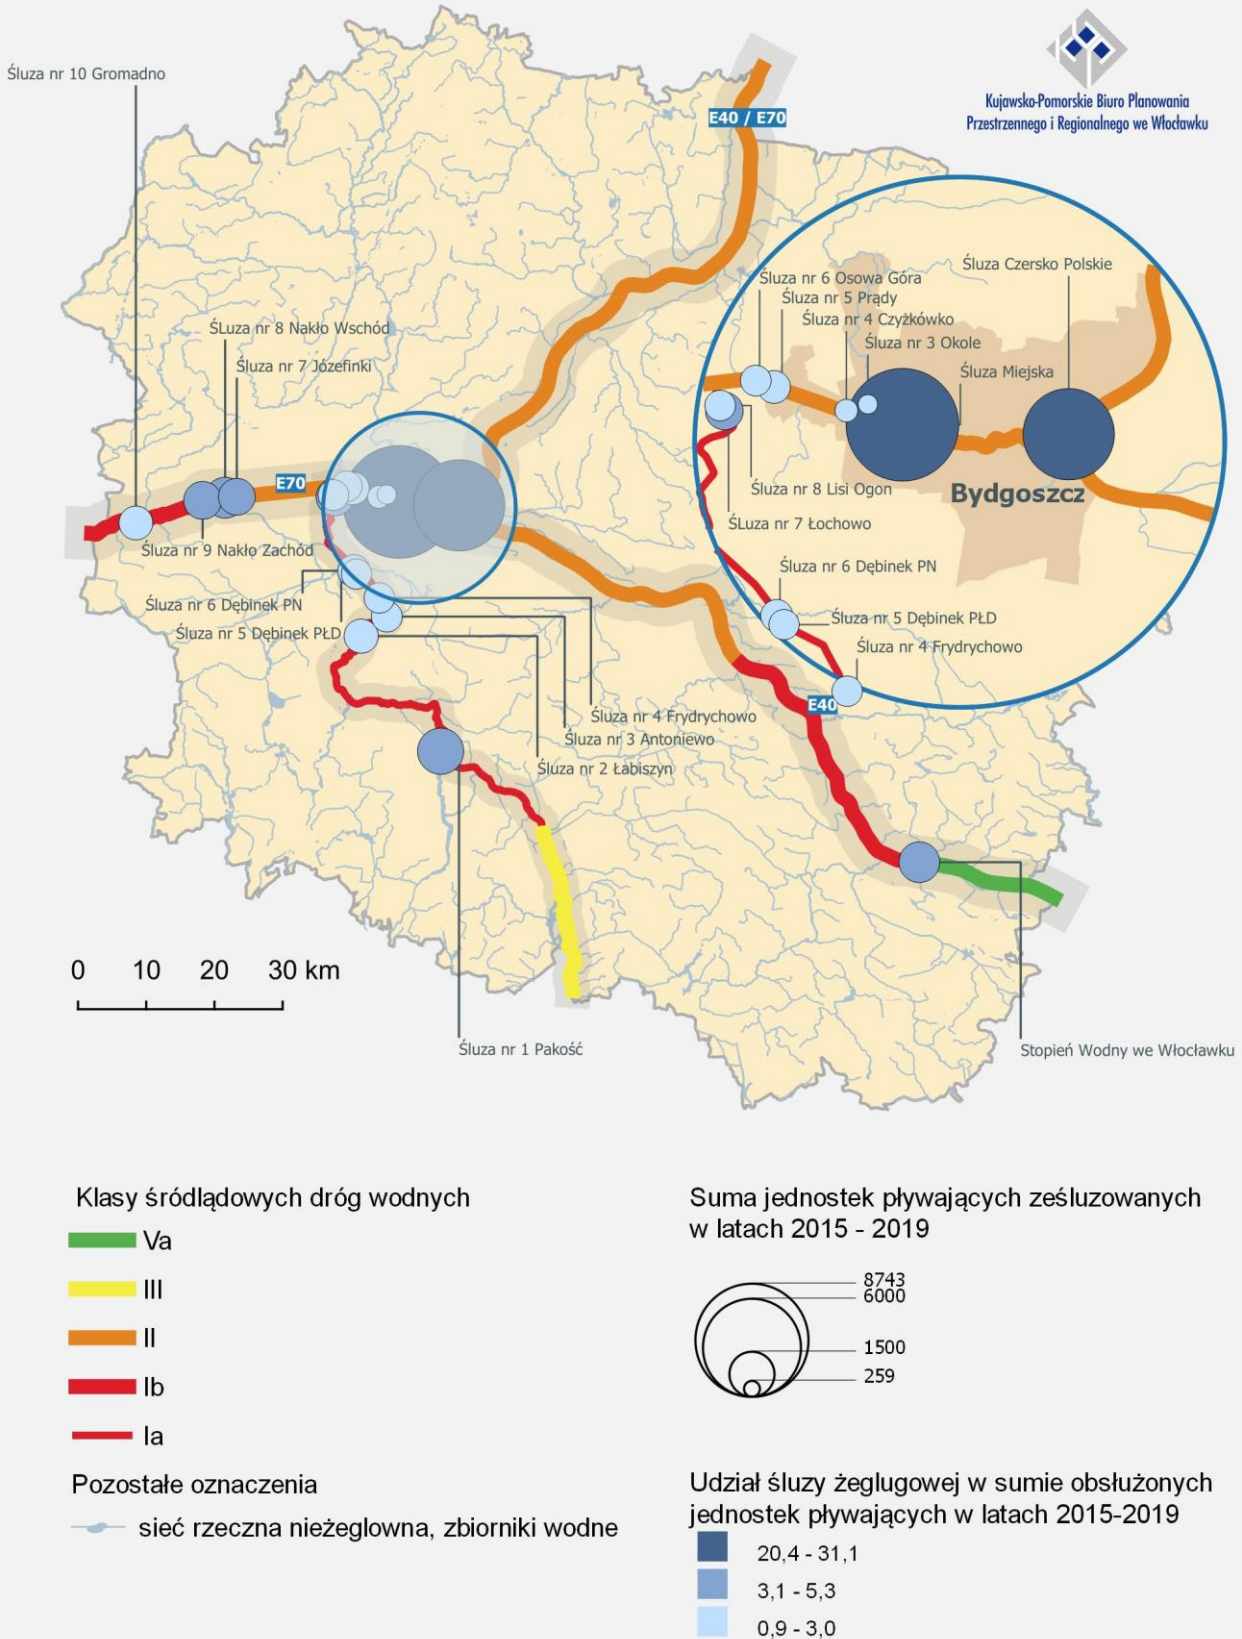 Kujawsko-Pomorskie Biuro Planowania
Przestrzennego i Regionalnego we Włocławku
Śluza nr 10 Gromadno
E40 / E70
Śluza nr 6 Osowa Góra
Śluza Czersko Polskie
Śluza nr 5 Prądy
Śluza nr 4 Czyżkówko
Śluza nr 3 Okole
Śluza Miejska
ŚLuza nr 8 Nakło Wschód
Śluza nr 7 Józefinki
E70
Bydgoszcz
Śluza nr 8 Lisi Ogon
ŚLuza nr 7 Łochowo
Śluza nr 9 Nakło Zachód
Śluza nr 6 Dębinek PN
Śluza nr 5 Dębinek PŁD
Śluza nr 6 Dębinek PN
Śluza nr 5 Dębinek PŁD
Śluza nr 4 Frydrychowo
E40
Śluza nr 4 Frydrychowo
Śluza nr 3 Antoniewo
Śluza nr 2 Łabiszyn
0 10 20 30 km
Śluza nr 1 Pakość
Stopień Wodny we Włocławku
Klasy śródlądowych dróg wodnych
Va
III
II
Ib
Ia
Pozostałe oznaczenia
sieć rzeczna nieżeglowna, zbiorniki wodne
Suma jednostek pływających ześluzowanych
w latach 2015 - 2019
8743
6000
1500
259
Udział śluzy żeglugowej w sumie obsłużonych
jednostek pływających w latach 2015-2019
20,4 - 31,1
3,1 - 5,3
0,9 - 3,0